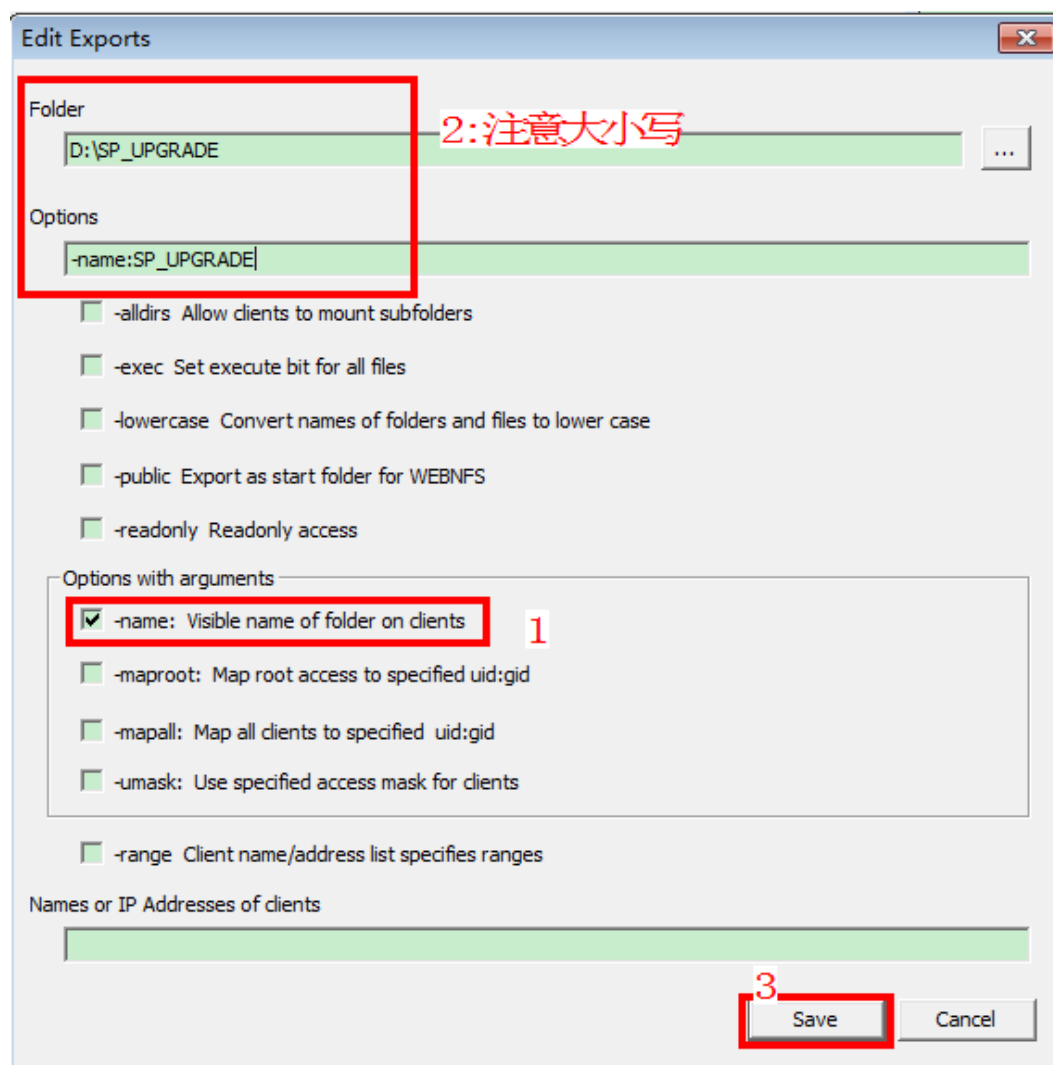 Edit Exports
Folder
2:注意大小写
D:\SP_UPGRADE
...
Options
-name:SP_UPGRADE
-alldirs Allow clients to mount subfolders
-exec Set execute bit for all files
-lowercase Convert names of folders and files to lower case
-public Export as start folder for WEBNFS
-readonly Readonly access
Options with arguments
-name: Visible name of folder on clients
1
-maproot: Map root access to specified uid:gid
-mapall: Map all clients to specified uid:gid
-umask: Use specified access mask for clients
-range Client name/address list specifies ranges
Names or IP Addresses of clients
3
Save Cancel